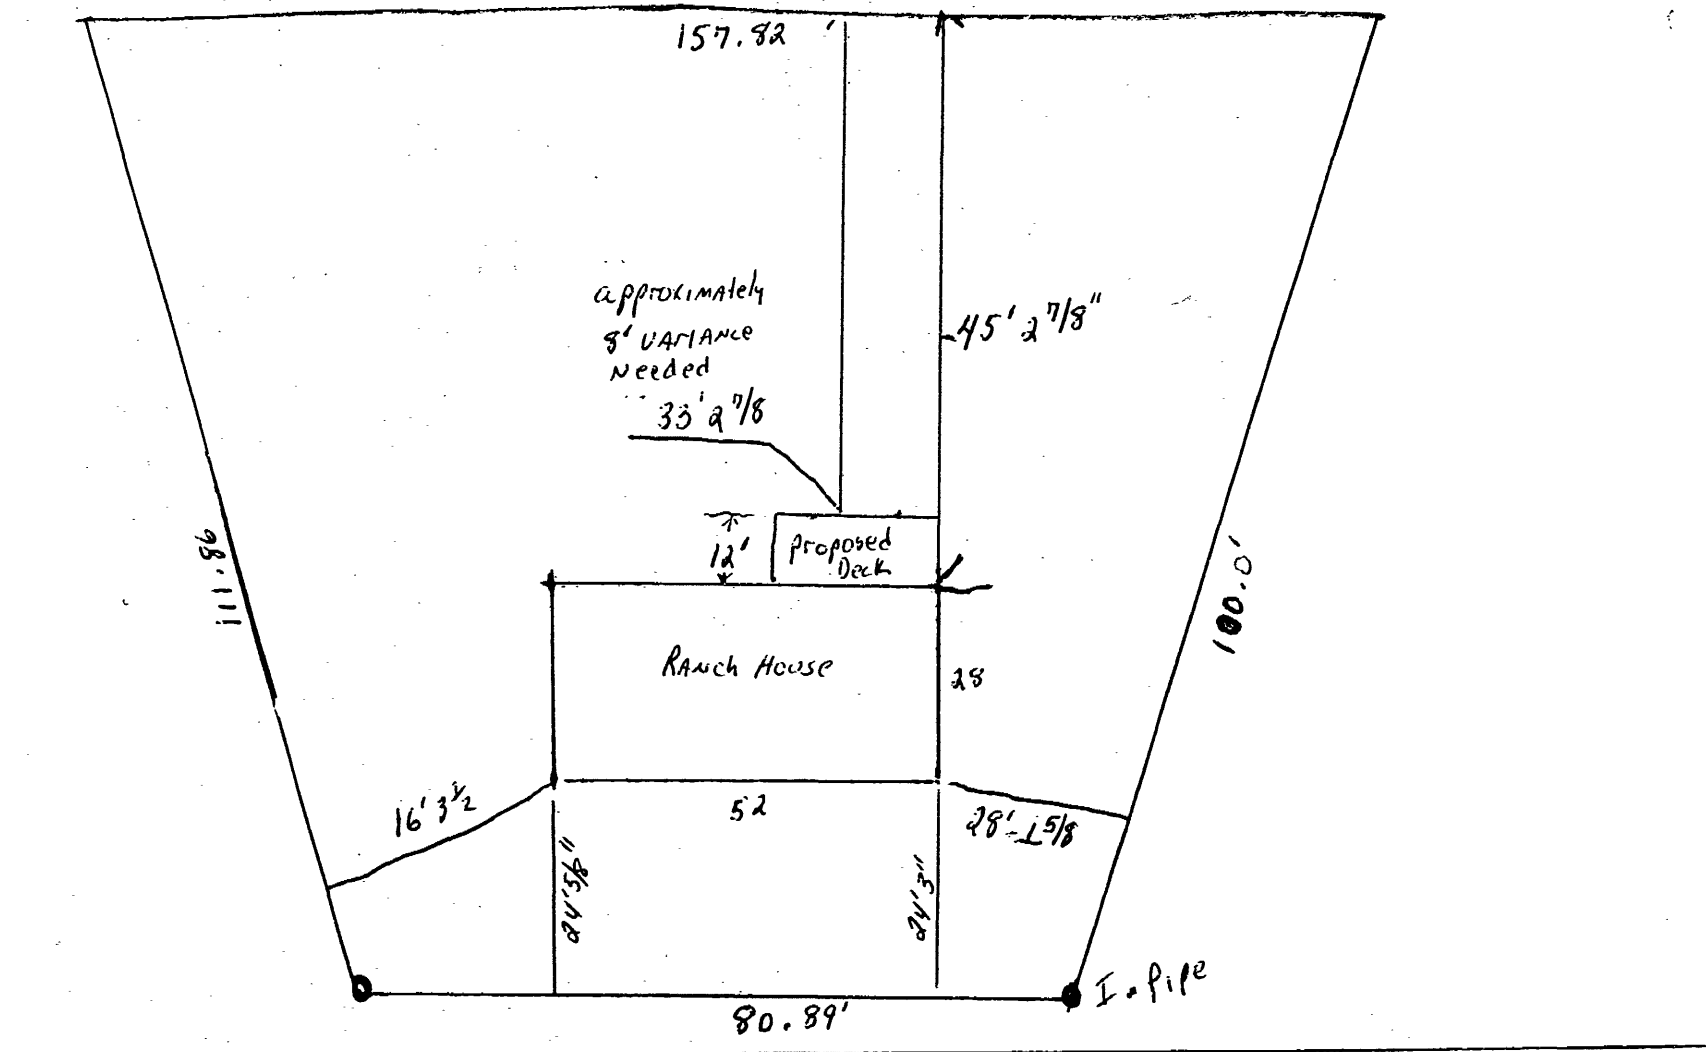 157.82 '
approximately
8' VARIANCE
Needed
33' 2 7/8
45' 2 7/8"
12'
proposed
Deck
111.86
100.0'
RANCH HOUSE
28
16' 3 1/2
52
28'-1 5/8
24' 5/8"
24' 3"
80.89'
I. Pipe